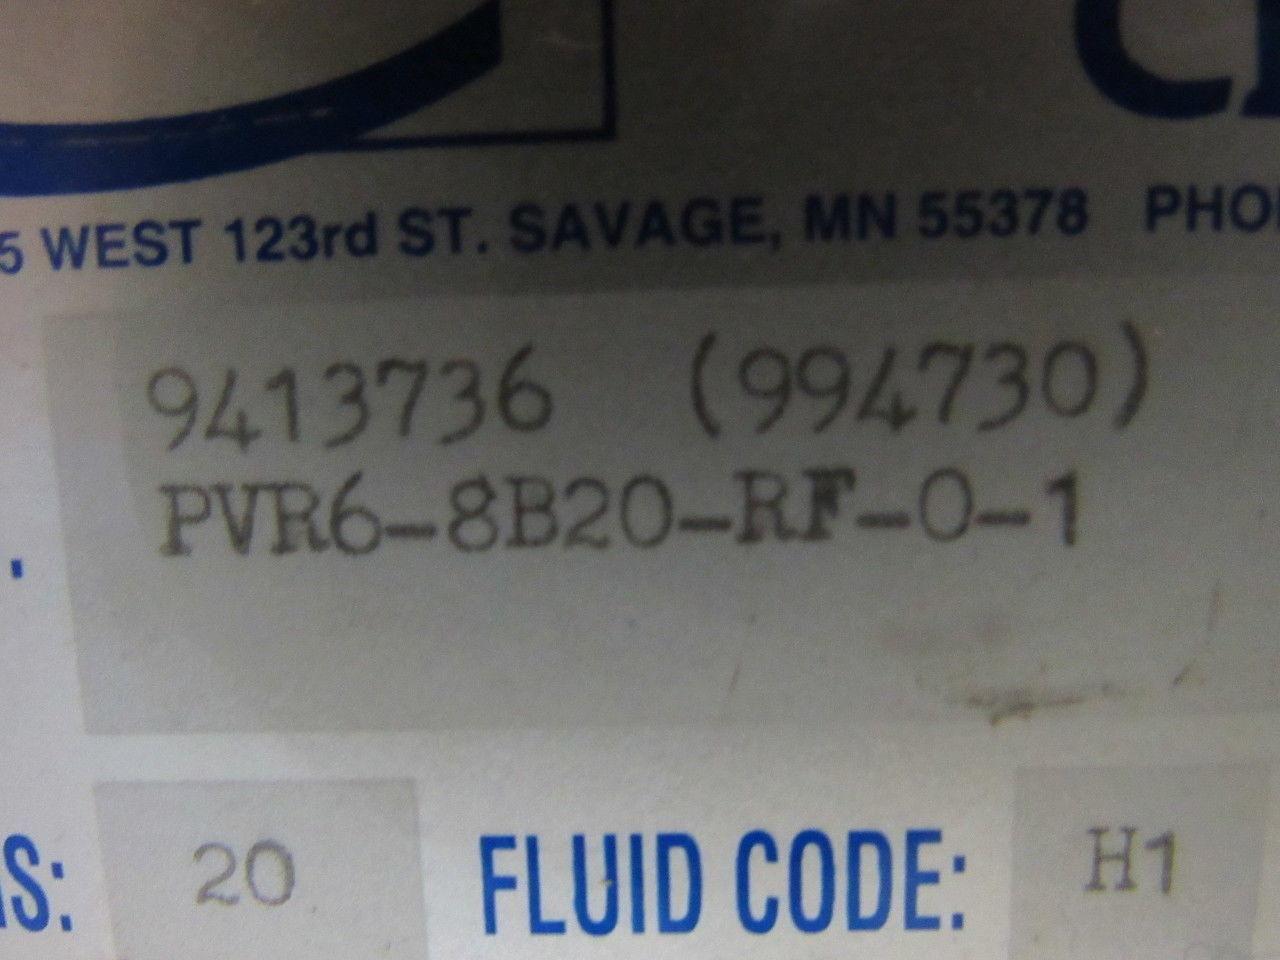 5 WEST 123rd ST. SAVAGE, MN 55378 PHO
9413736 (994730)
PVR6-8B20-RF-0-1
S: 20 FLUID CODE: H1